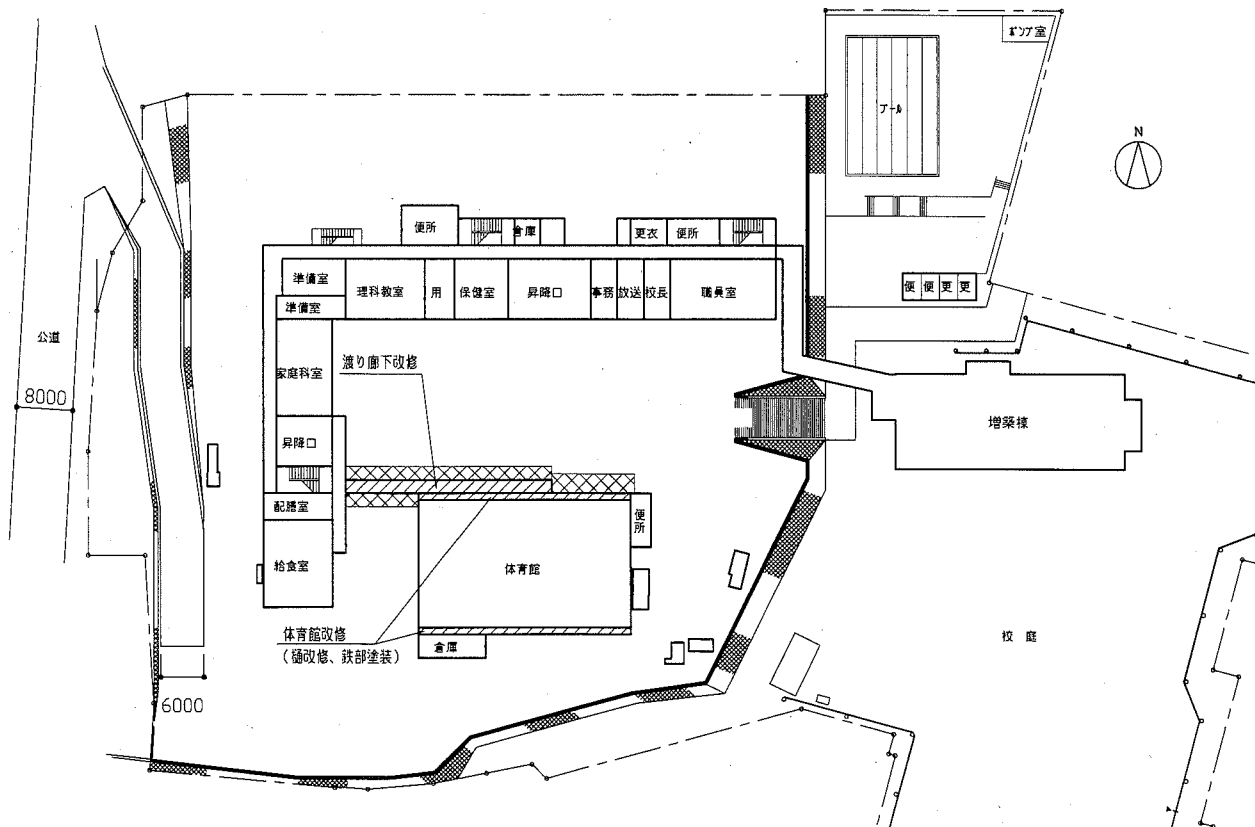 ポンプ室
プール
N
便所
倉庫
更衣
便所
準備室
理科教室
用
保健室
昇降口
事務
放送
校長
職員室
準備室
便
便
更
更
公道
家庭科室
渡り廊下改修
8000
増築棟
昇降口
配膳室
便所
給食室
体育館
体育館改修
(樋改修、鉄部塗装)
倉庫
校庭
6000